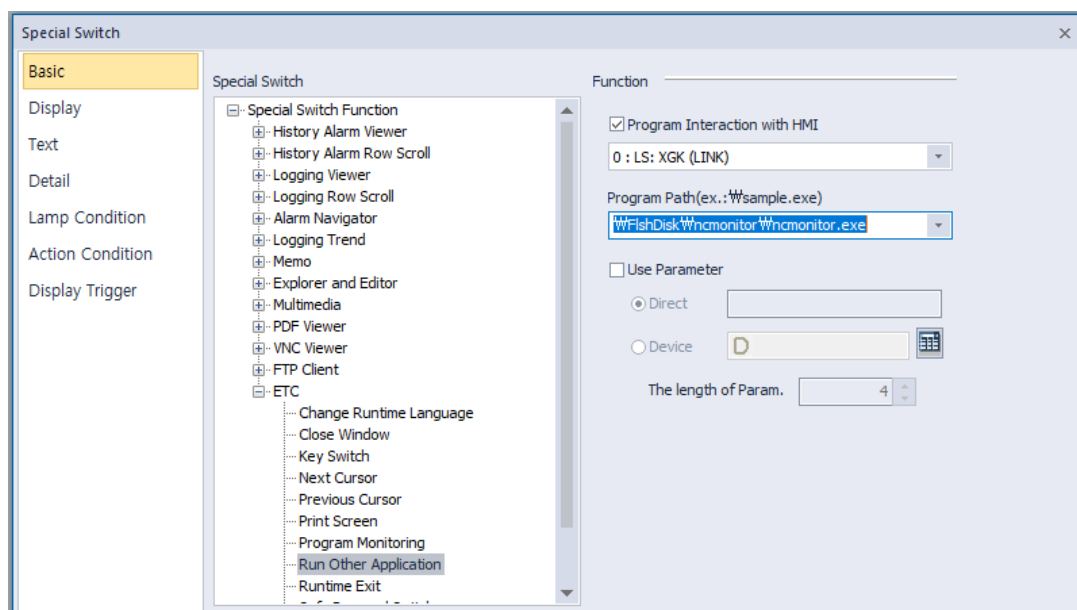 Special Switch
Basic
Display
Text
Detail
Lamp Condition
Action Condition
Display Trigger
Special Switch
Special Switch Function
History Alarm Viewer
History Alarm Row Scroll
Logging Viewer
Logging Row Scroll
Alarm Navigator
Logging Trend
Memo
Explorer and Editor
Multimedia
PDF Viewer
VNC Viewer
FTP Client
ETC
Change Runtime Language
Close Window
Key Switch
Next Cursor
Previous Cursor
Print Screen
Program Monitoring
Run Other Application
Runtime Exit
Function
Program Interaction with HMI
0 : LS: XGK (LINK)
Program Path(ex.:₩sample.exe)
₩FlshDisk₩ncmonitor₩ncmonitor.exe
Use Parameter
Direct
Device D
The length of Param. 4